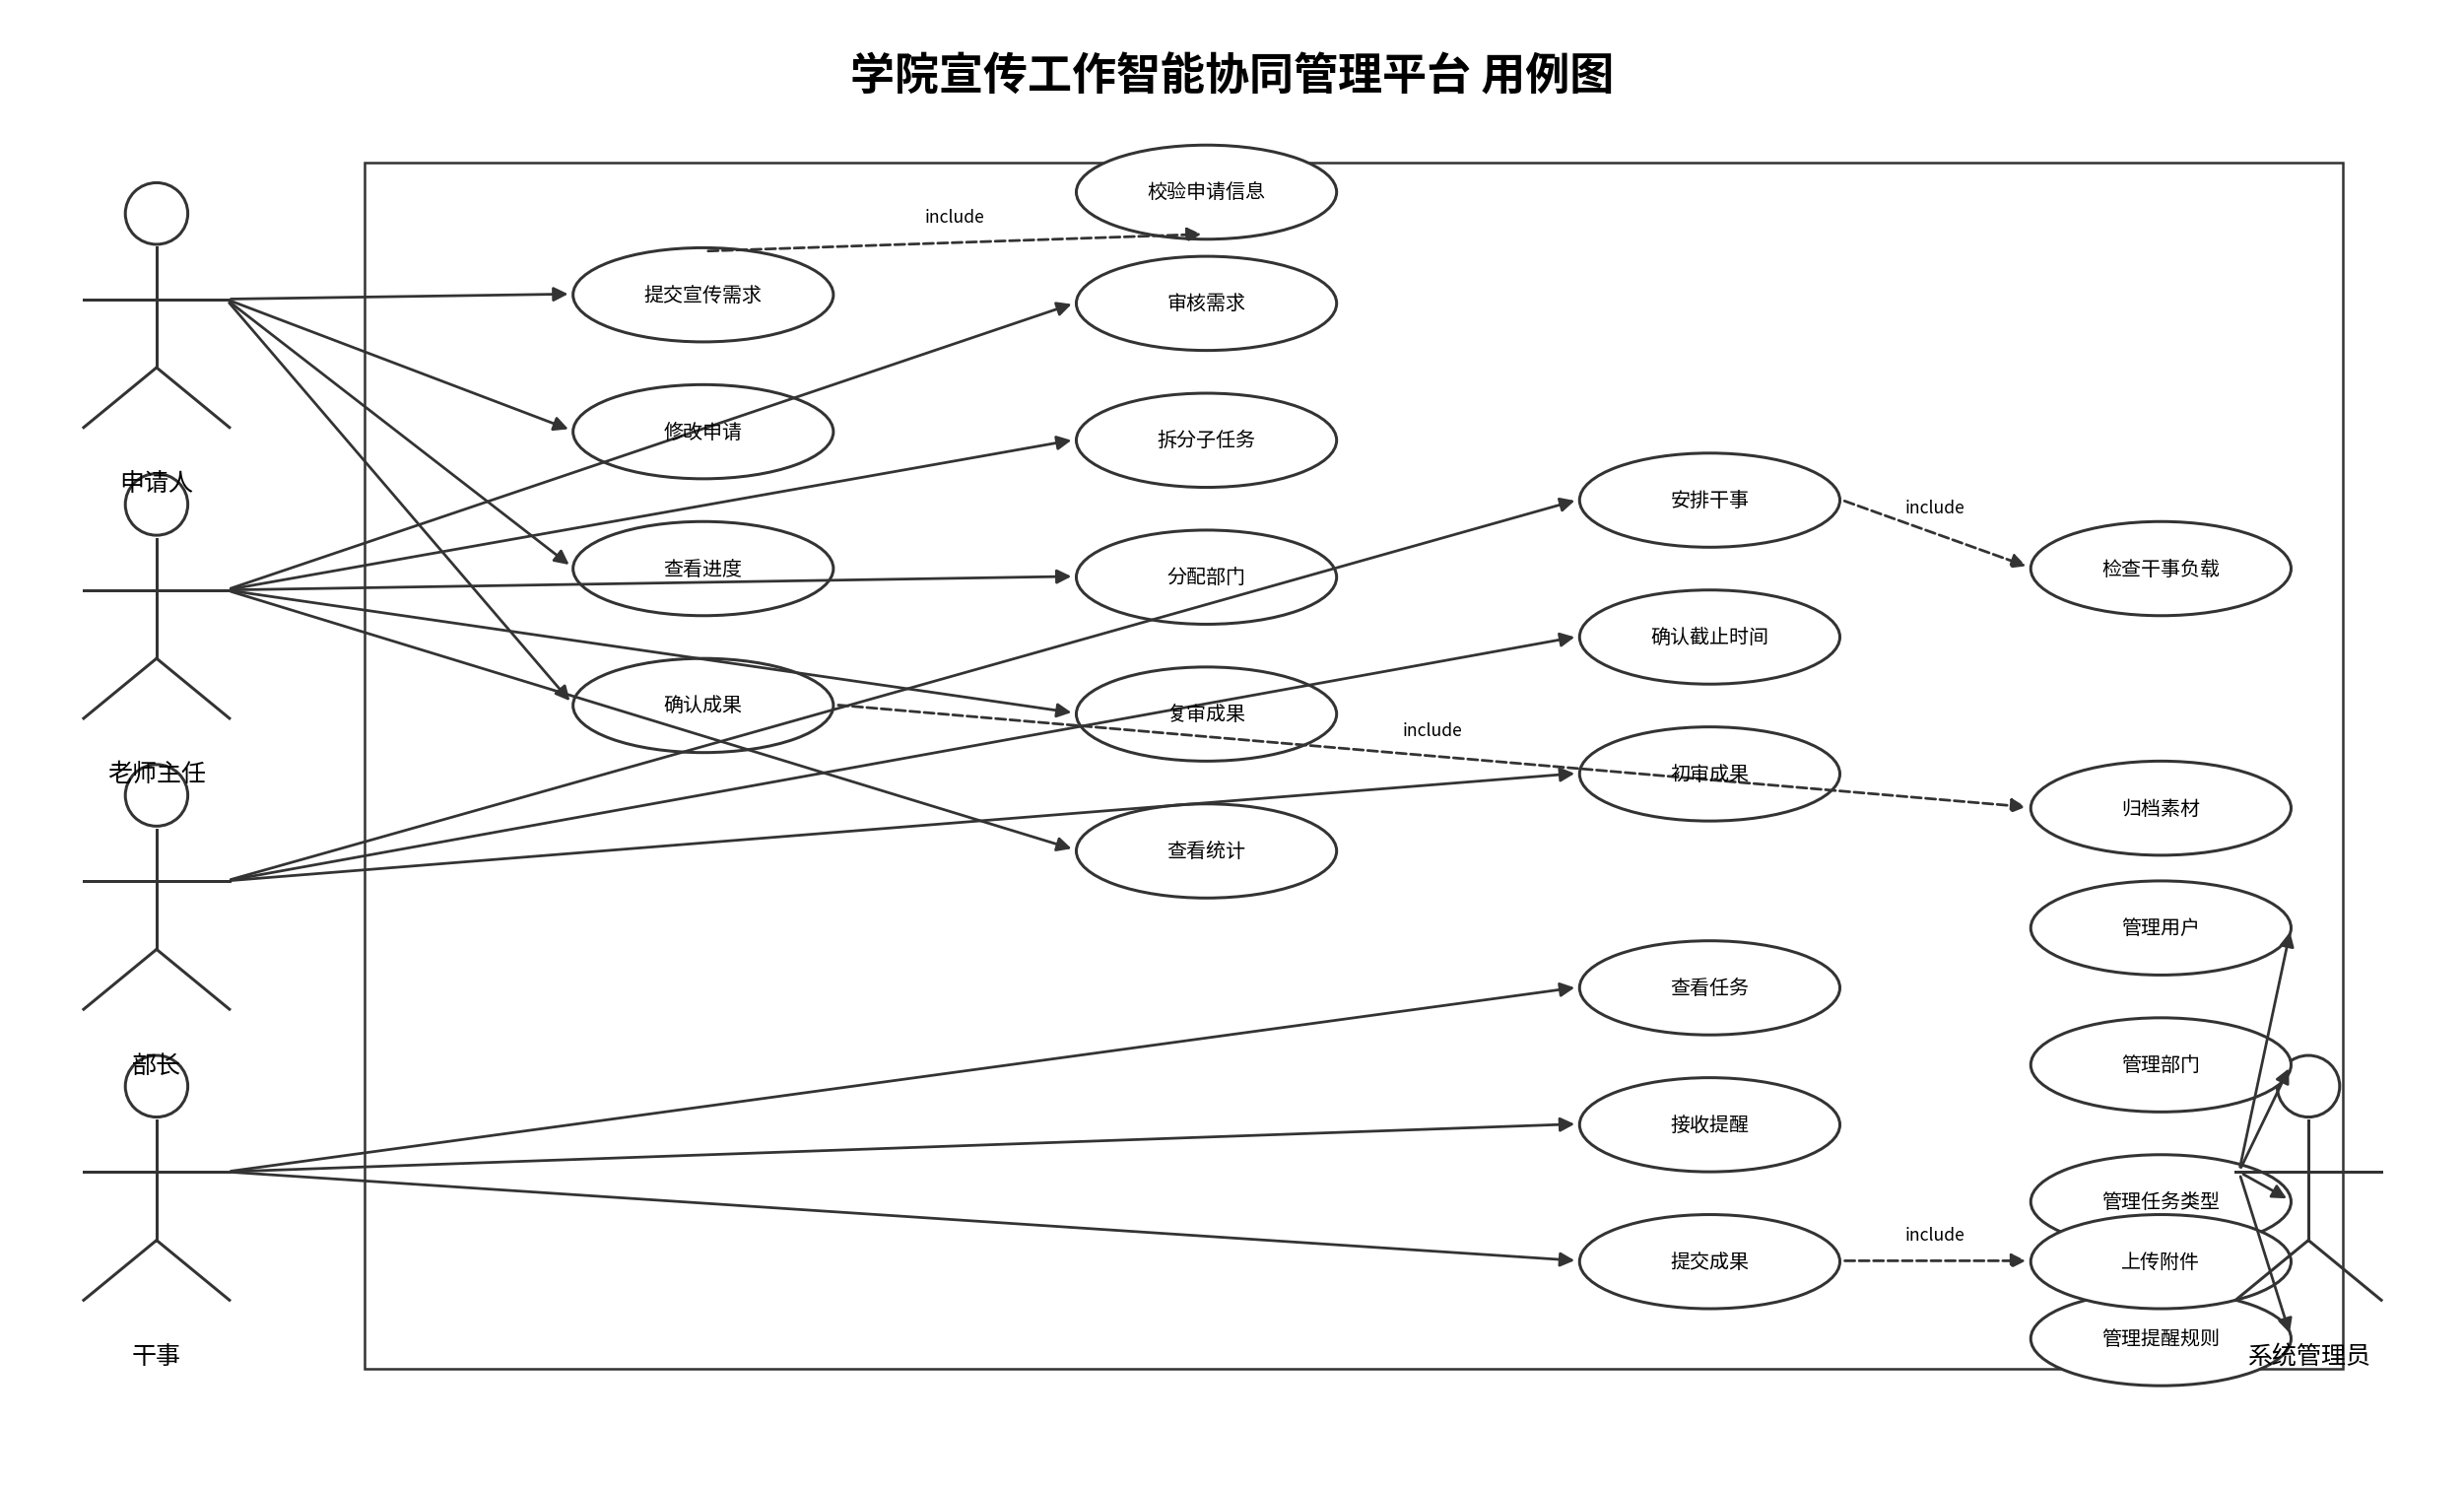 学院宣传工作智能协同管理平台 用例图
校验申请信息
include
提交宣传需求
审核需求
修改申请
拆分子任务
申请人
安排干事
include
查看进度
分配部门
检查干事负载
确认截止时间
确认成果
复审成果
include
老师主任
初审成果
归档素材
查看统计
管理用户
查看任务
部长
管理部门
接收提醒
管理任务类型
include
提交成果
上传附件
管理提醒规则
干事
系统管理员